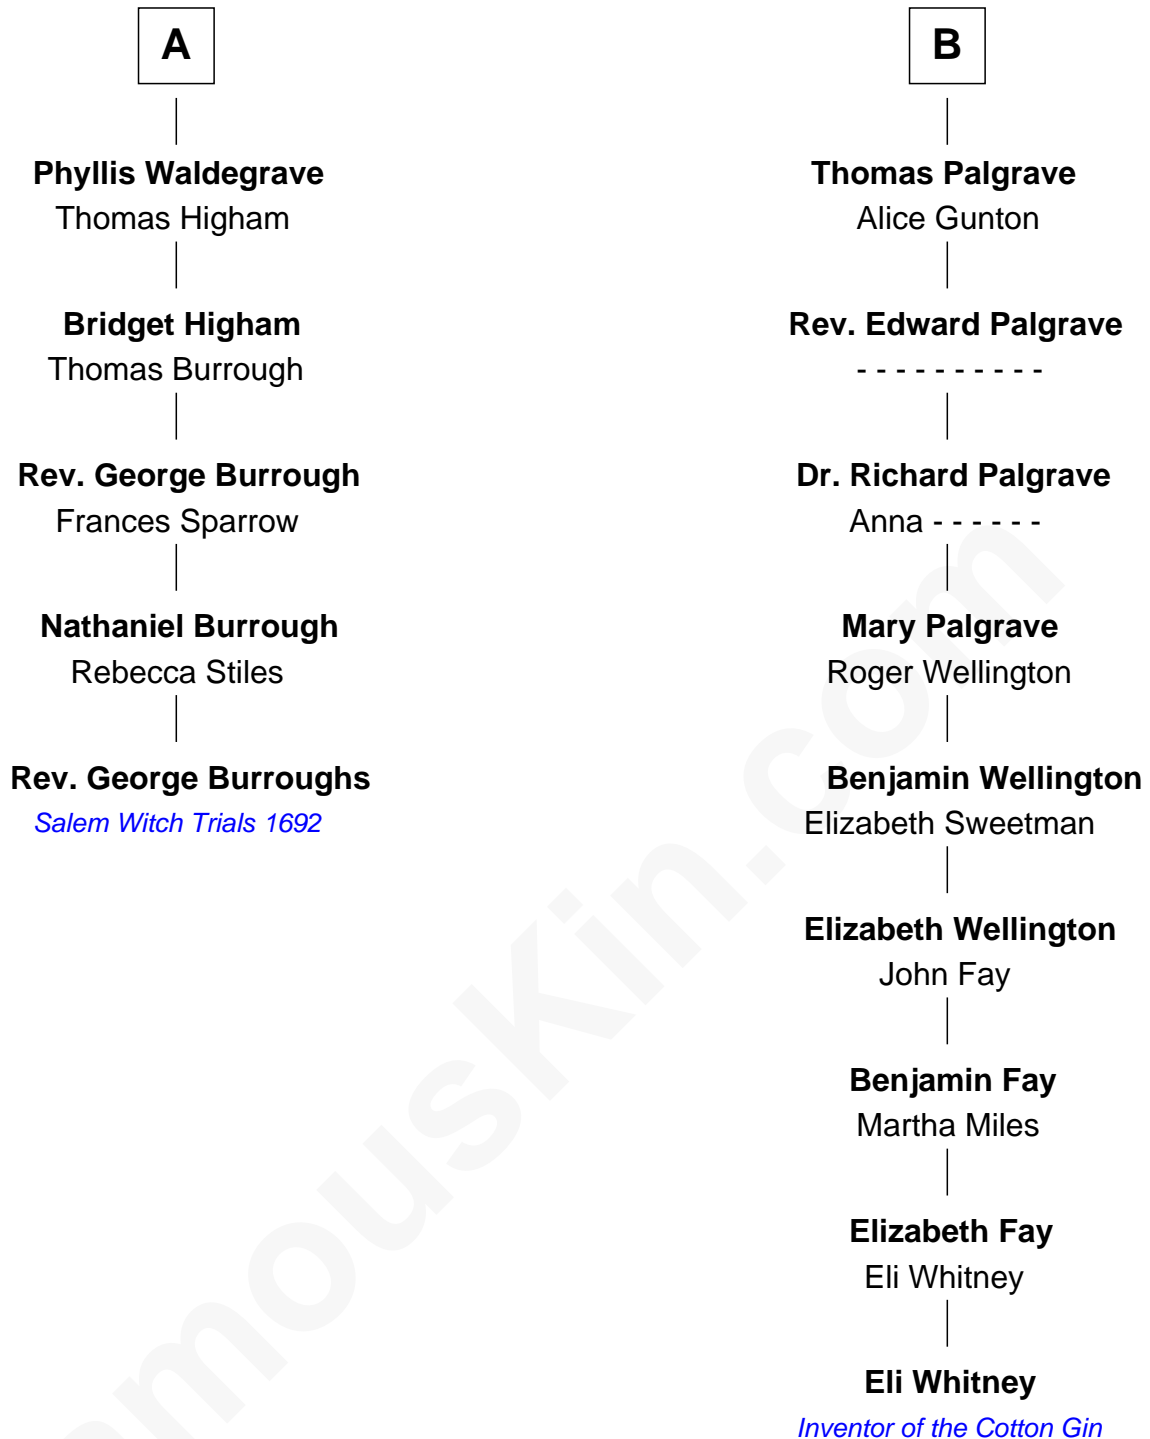 A
Phyllis Waldegrave
Thomas Higham
Bridget Higham
Thomas Burrough
Rev. George Burrough
Frances Sparrow
Nathaniel Burrough
Rebecca Stiles
Rev. George Burroughs
Salem Witch Trials 1692
B
Thomas Palgrave
Alice Gunton
Rev. Edward Palgrave
- - - - - - - - - -
Dr. Richard Palgrave
Anna - - - - - -
Mary Palgrave
Roger Wellington
Benjamin Wellington
Elizabeth Sweetman
Elizabeth Wellington
John Fay
Benjamin Fay
Martha Miles
Elizabeth Fay
Eli Whitney
Eli Whitney
Inventor of the Cotton Gin
mouskin.com